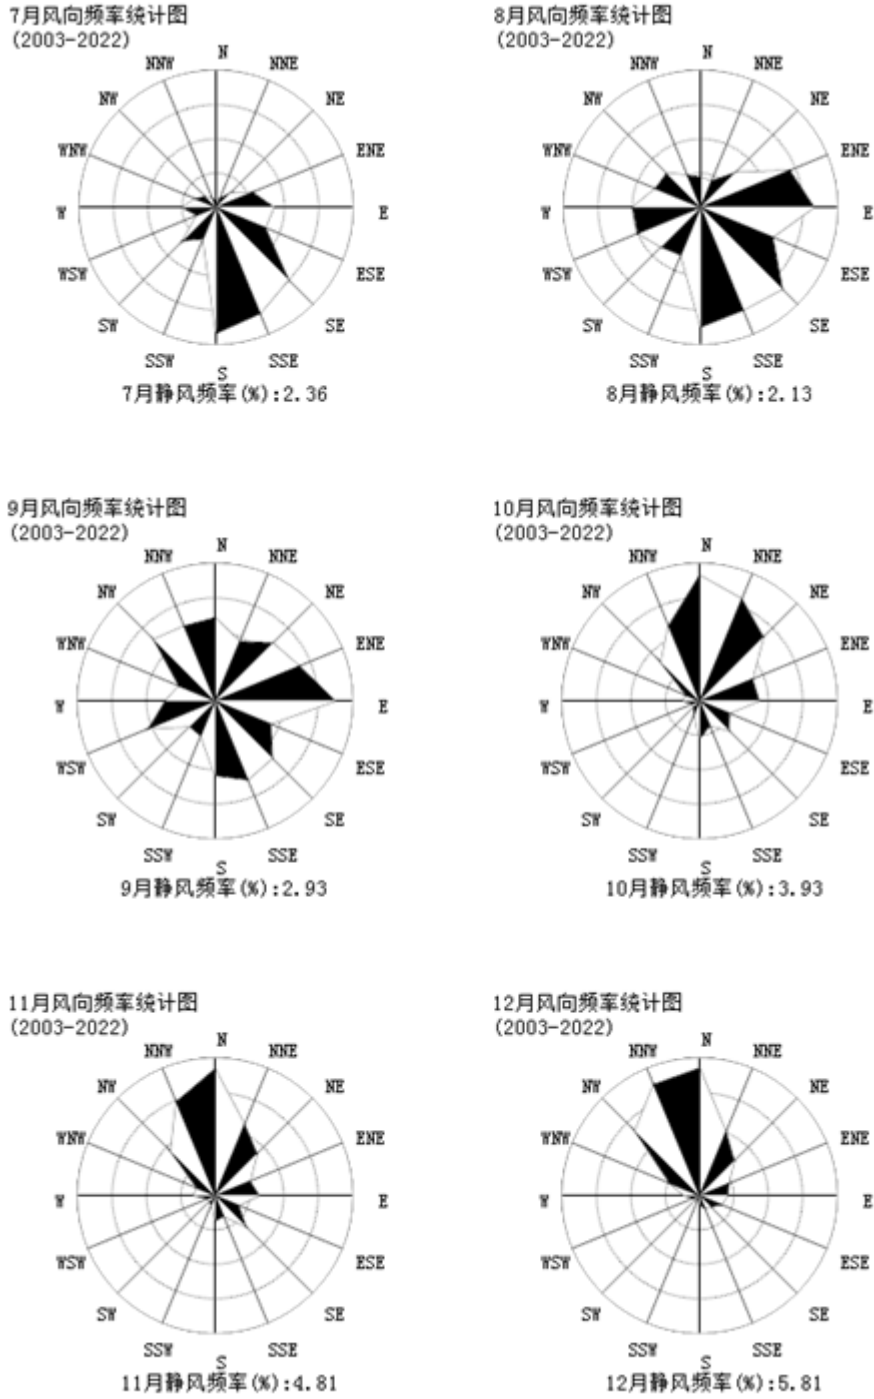 7月风向频率统计图
(2003-2022)
N
NNW
NNE
NW
NE
WNW
ENE
W
E
WSW
ESE
SW
SE
SSW
SSE
S
7月静风频率(%):2.36
8月风向频率统计图
(2003-2022)
N
NNW
NNE
NW
NE
WNW
ENE
W
E
WSW
ESE
SW
SE
SSW
SSE
S
8月静风频率(%):2.13
9月风向频率统计图
(2003-2022)
N
NNW
NNE
NW
NE
WNW
ENE
W
E
WSW
ESE
SW
SE
SSW
SSE
S
9月静风频率(%):2.93
10月风向频率统计图
(2003-2022)
N
NNW
NNE
NW
NE
WNW
ENE
W
E
WSW
ESE
SW
SE
SSW
SSE
S
10月静风频率(%):3.93
11月风向频率统计图
(2003-2022)
N
NNW
NNE
NW
NE
WNW
ENE
W
E
WSW
ESE
SW
SE
SSW
SSE
S
11月静风频率(%):4.81
12月风向频率统计图
(2003-2022)
N
NNW
NNE
NW
NE
WNW
ENE
W
E
WSW
ESE
SW
SE
SSW
SSE
S
12月静风频率(%):5.81